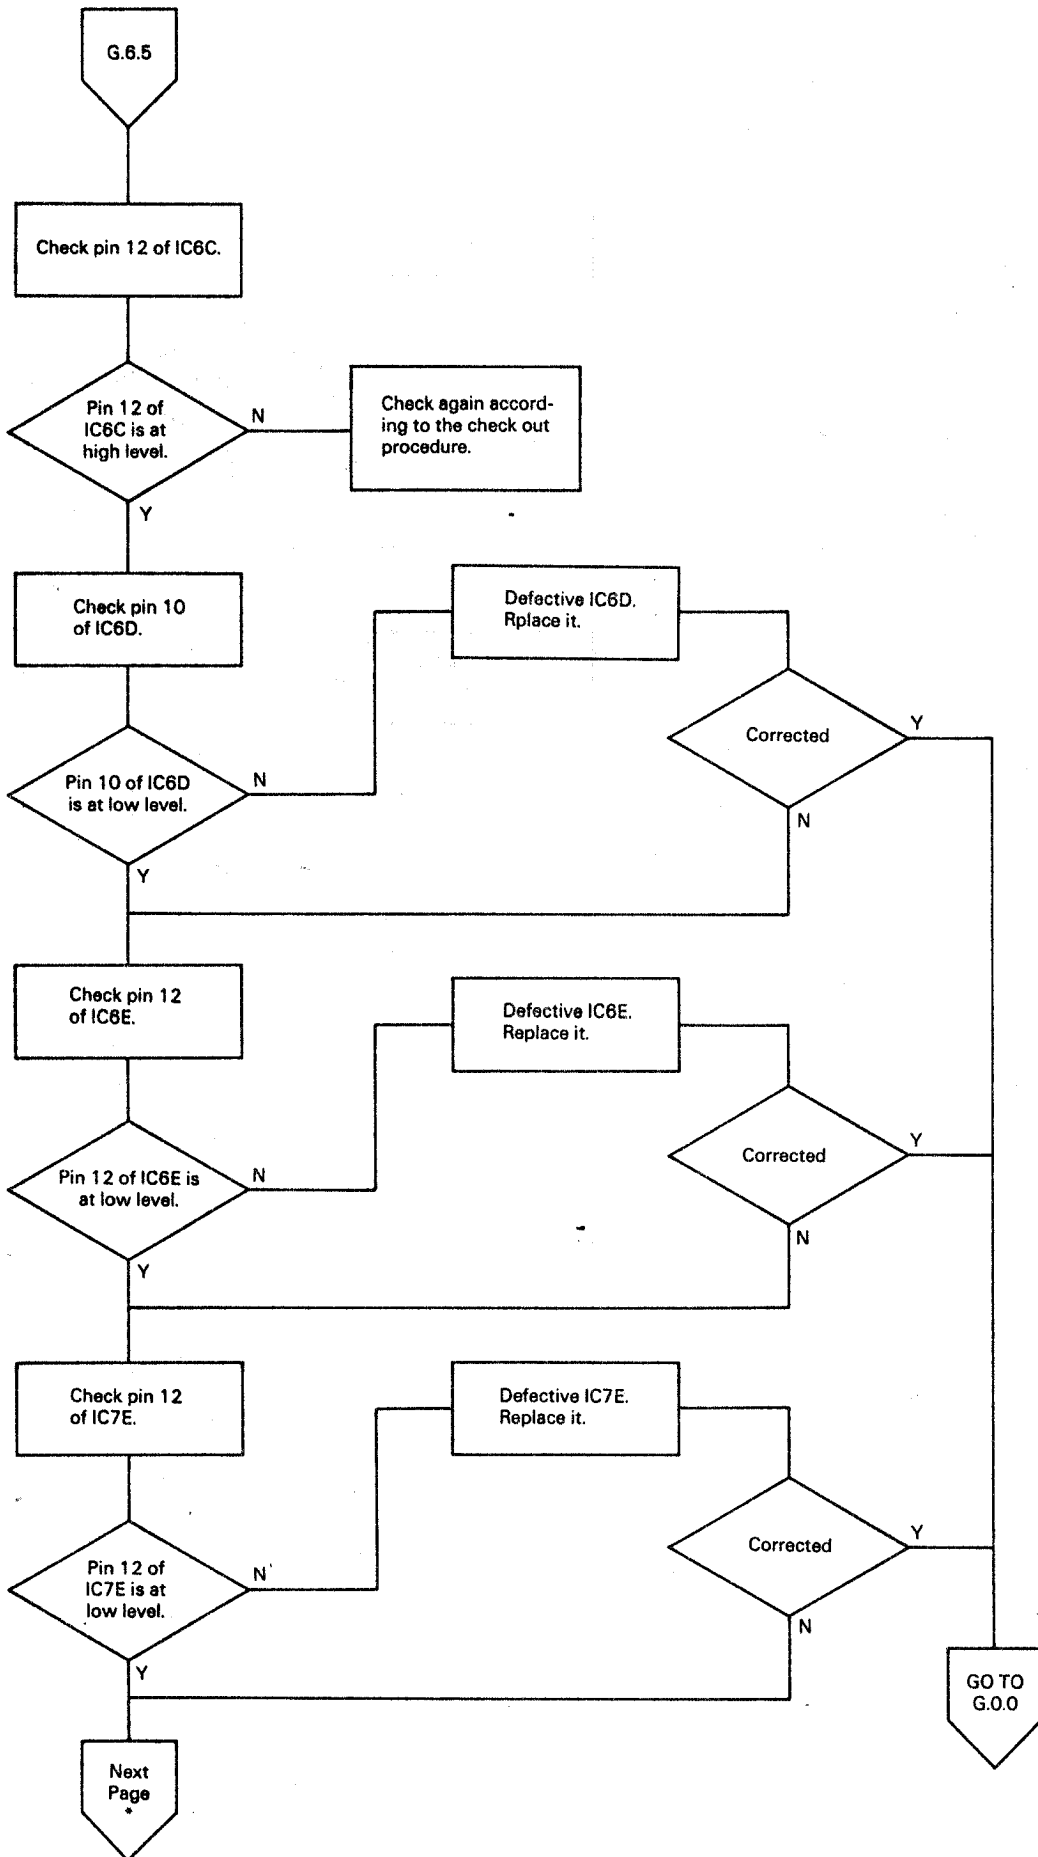 G.6.5
Check pin 12 of IC6C.
Pin 12 of
IC6C is at
high level.
N
Y
Check again accord-
ing to the check out
procedure.
Check pin 10
of IC6D.
Defective IC6D.
Rplace it.
Corrected
Y
N
Pin 10 of IC6D
is at low level.
N
Y
Check pin 12
of IC6E.
Defective IC6E.
Replace it.
Corrected
Y
N
Pin 12 of IC6E is
at low level.
N
Y
Check pin 12
of IC7E.
Defective IC7E.
Replace it.
Corrected
Y
N
Pin 12 of
IC7E is at
low level.
N
Y
GO TO
G.0.0
Next
Page
*